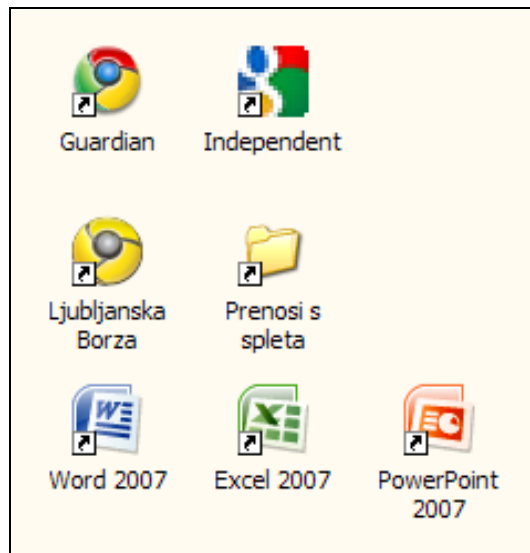 Guardian
Independent
Ljubljanska
Borza
Prenosi s
spleta
Word 2007
Excel 2007
PowerPoint
2007